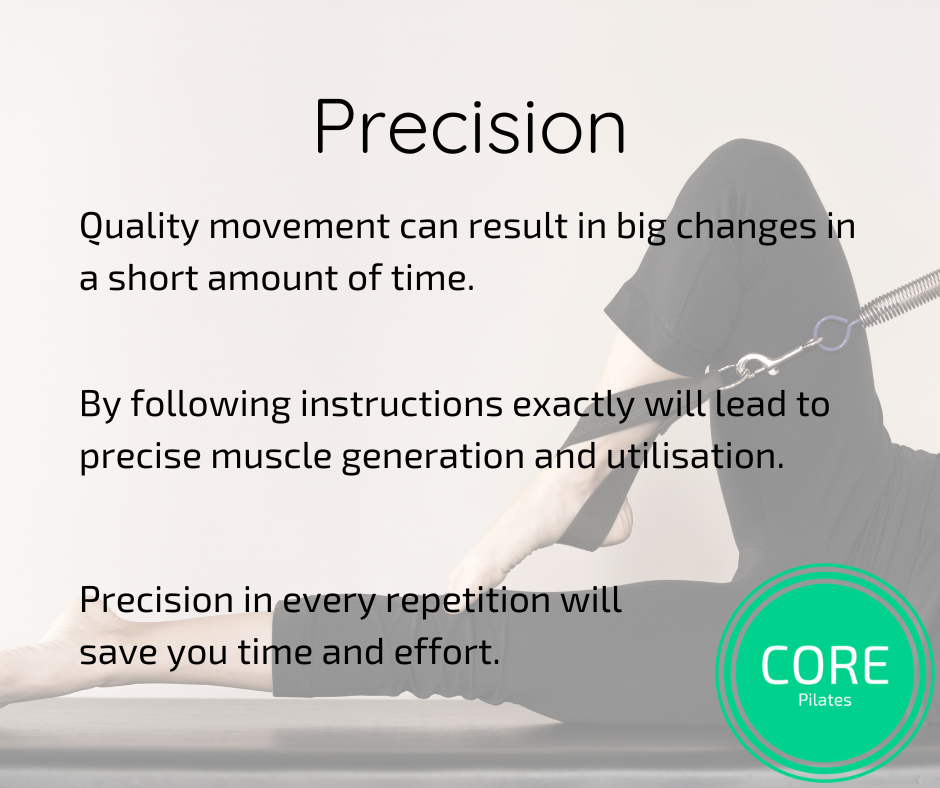 Precision
Quality movement can result in big changes in
a short amount of time.
By following instructions exactly will lead to
precise muscle generation and utilisation.
Precision in every repetition will
save you time and effort.
CORE
Pilates